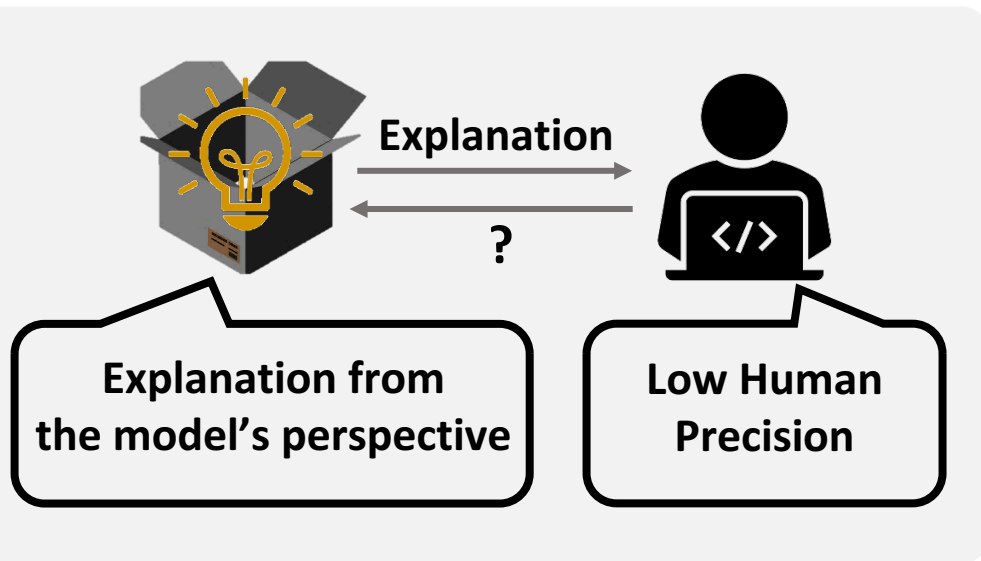 Explanation
?
</>
Explanation from
the model's perspective
Low Human
Precision